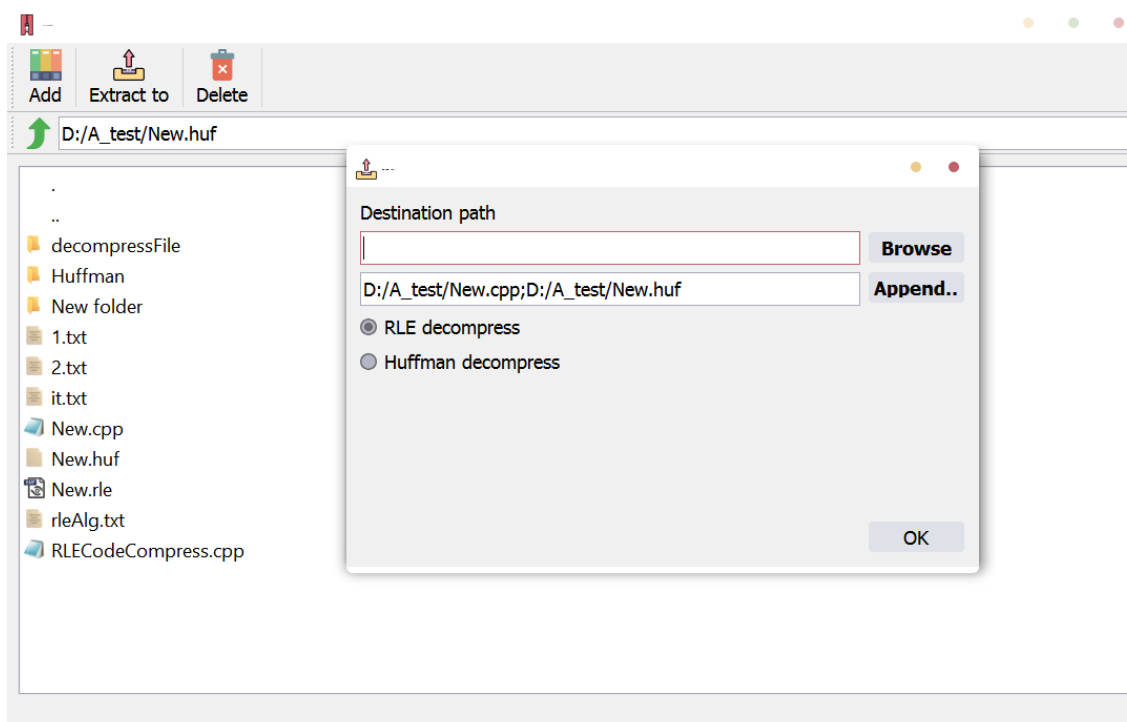 Add Extract to Delete
D:/A_test/New.huf
.
..
decompressFile
Huffman
New folder
1.txt
2.txt
it.txt
New.cpp
New.huf
New.rle
rleAlg.txt
RLECodeCompress.cpp
Destination path
Browse
D:/A_test/New.cpp;D:/A_test/New.huf Append..
RLE decompress
Huffman decompress
OK